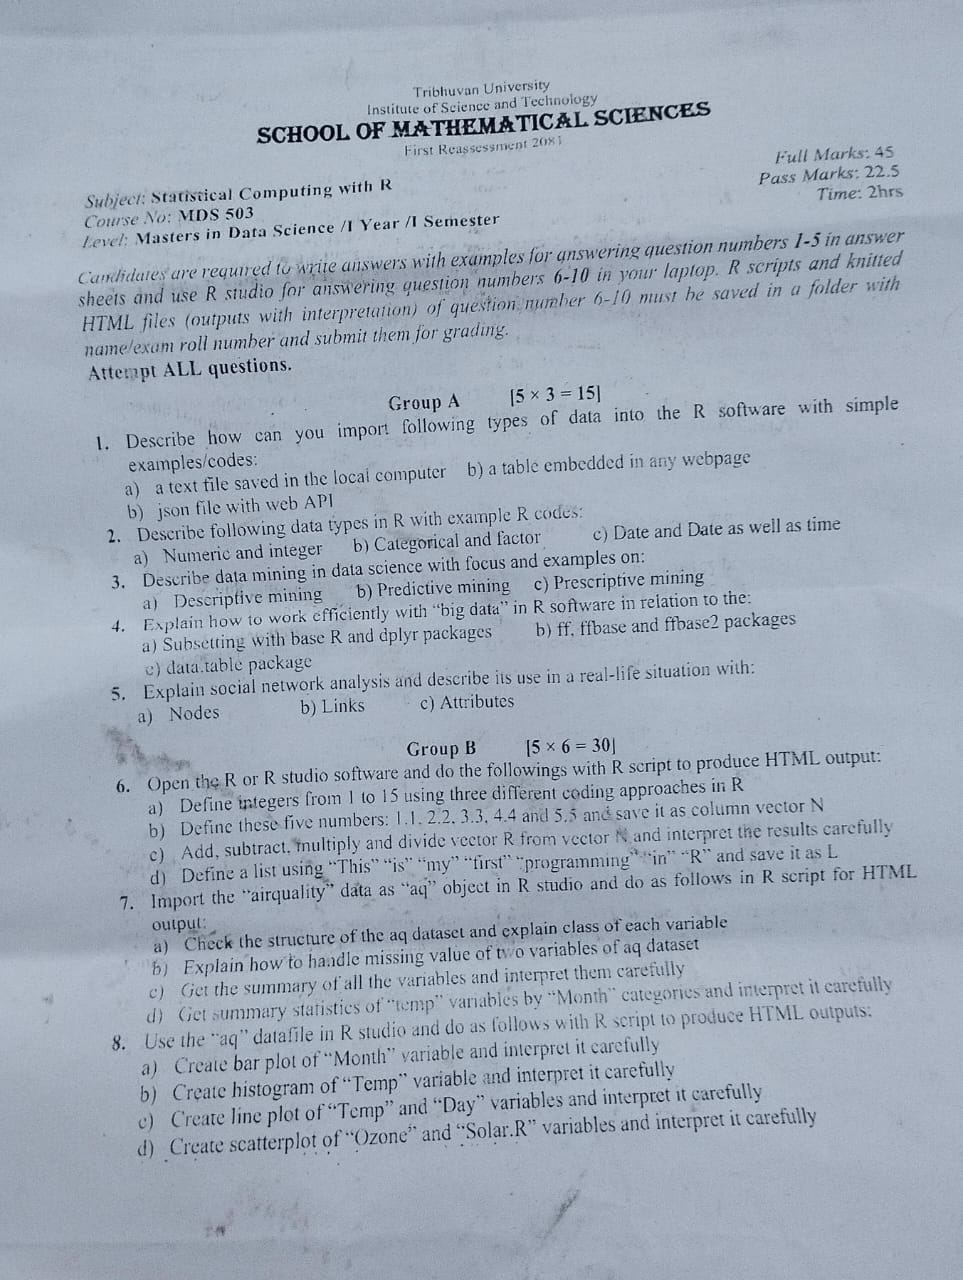 Tribhuvan University
Institute of Science and Technology
SCHOOL OF MATHEMATICAL SCIENCES
First Reassessment 2081
Full Marks: 45
Subject: Statistical Computing with R
Pass Marks: 22.5
Course No: MDS 503
Time: 2hrs
Level: Masters in Data Science /I Year /I Semester
Candidates are required to write answers with examples for answering question numbers 1-5 in answer
sheets and use R studio for answering question numbers 6-10 in your laptop. R scripts and knitted
HTML files (outputs with interpretation) of question number 6-10 must be saved in a folder with
name/exam roll number and submit them for grading.
Attempt ALL questions.
Group A [5 × 3 = 15]
1. Describe how can you import following types of data into the R software with simple
examples/codes:
a) a text file saved in the local computer b) a table embedded in any webpage
b) json file with web API
2. Describe following data types in R with example R codes:
a) Numeric and integer b) Categorical and factor c) Date and Date as well as time
3. Describe data mining in data science with focus and examples on:
a) Descriptive mining b) Predictive mining c) Prescriptive mining
4. Explain how to work efficiently with "big data" in R software in relation to the:
a) Subsetting with base R and dplyr packages b) ff, ffbase and ffbase2 packages
c) data.table package
5. Explain social network analysis and describe its use in a real-life situation with:
a) Nodes b) Links c) Attributes
Group B [5 × 6 = 30]
6. Open the R or R studio software and do the followings with R script to produce HTML output:
a) Define integers from 1 to 15 using three different coding approaches in R
b) Define these five numbers: 1.1, 2.2, 3.3, 4.4 and 5.5 and save it as column vector N
c) Add, subtract, multiply and divide vector R from vector N and interpret the results carefully
d) Define a list using "This" "is" "my" "first" "programming" "in" "R" and save it as L
7. Import the "airquality" data as "aq" object in R studio and do as follows in R script for HTML
output:
a) Check the structure of the aq dataset and explain class of each variable
b) Explain how to handle missing value of two variables of aq dataset
c) Get the summary of all the variables and interpret them carefully
d) Get summary statistics of "temp" variables by "Month" categories and interpret it carefully
8. Use the "aq" datafile in R studio and do as follows with R script to produce HTML outputs:
a) Create bar plot of "Month" variable and interpret it carefully
b) Create histogram of "Temp" variable and interpret it carefully
c) Create line plot of "Temp" and "Day" variables and interpret it carefully
d) Create scatterplot of "Ozone" and "Solar.R" variables and interpret it carefully